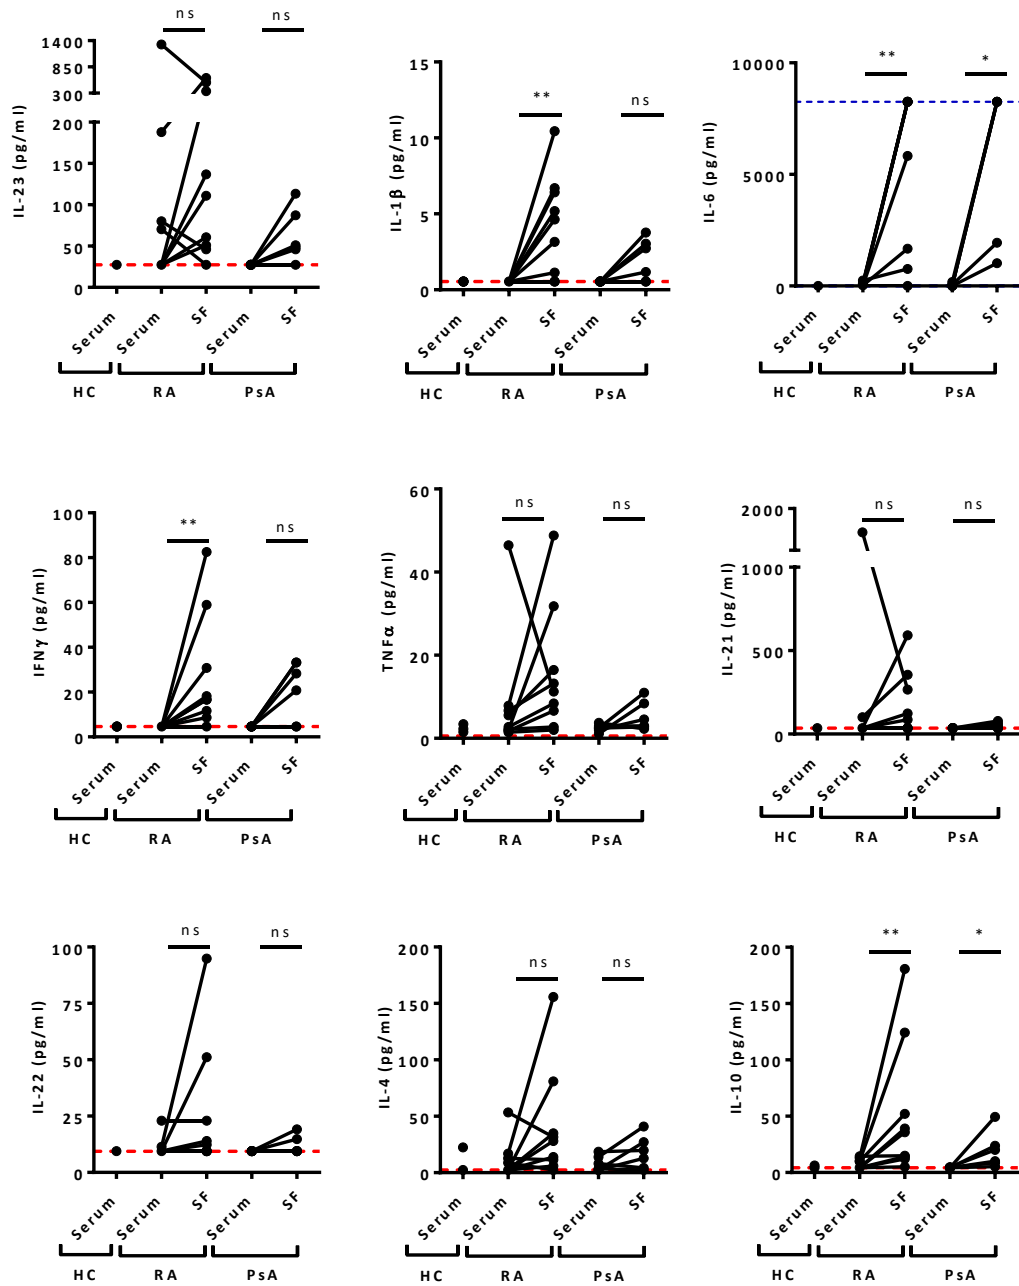 ns ns
1400
850
300
200
150
100
50
0
IL-23 (pg/ml)
Serum Serum SF Serum SF
HC RA PsA
** ns
15
10
5
0
IL-1β (pg/ml)
Serum Serum SF Serum SF
HC RA PsA
** *
10000
5000
0
IL-6 (pg/ml)
Serum Serum SF Serum SF
HC RA PsA
** ns
100
80
60
40
20
0
IFNγ (pg/ml)
Serum Serum SF Serum SF
HC RA PsA
ns ns
60
40
20
0
TNFα (pg/ml)
Serum Serum SF Serum SF
HC RA PsA
ns ns
2000
1000
500
0
IL-21 (pg/ml)
Serum Serum SF Serum SF
HC RA PsA
ns ns
100
75
50
25
0
IL-22 (pg/ml)
Serum Serum SF Serum SF
HC RA PsA
ns ns
200
150
100
50
0
IL-4 (pg/ml)
Serum Serum SF Serum SF
HC RA PsA
** *
200
150
100
50
0
IL-10 (pg/ml)
Serum Serum SF Serum SF
HC RA PsA